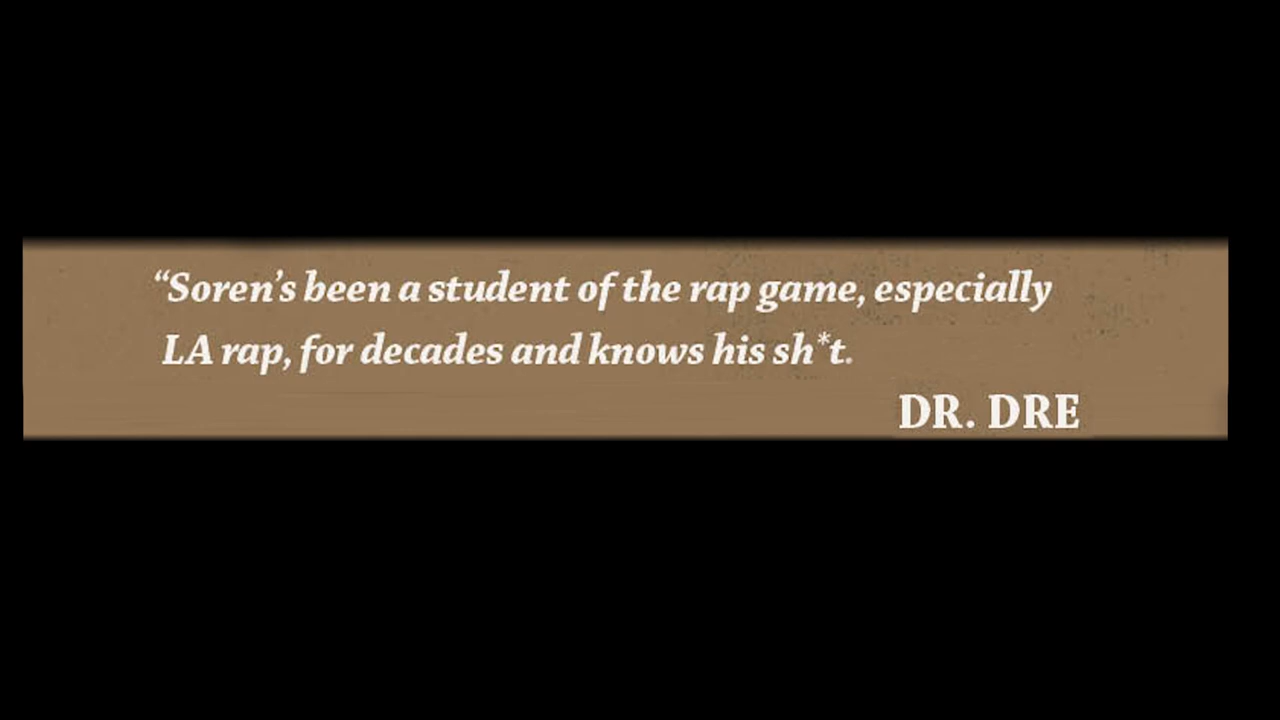 “Soren’s been a student of the rap game, especially
LA rap, for decades and knows his sh*t.
DR. DRE